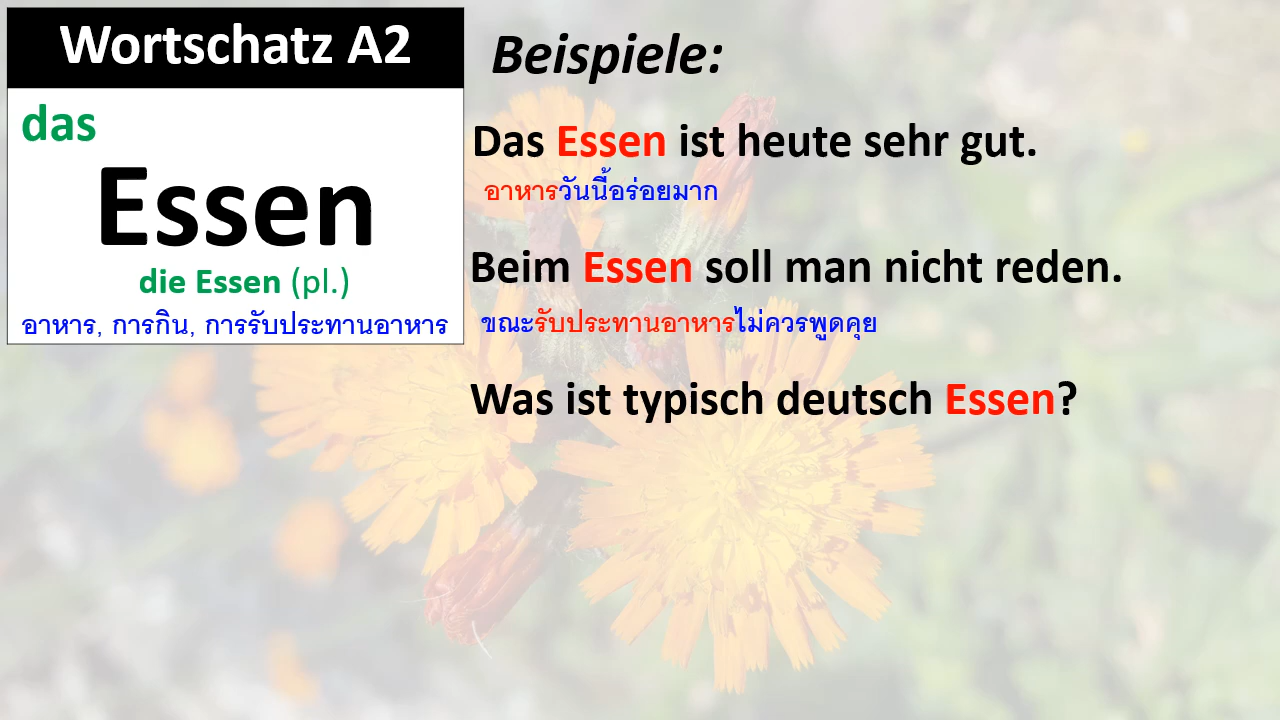 Wortschatz A2
das
Essen
die Essen (pl.)
อาหาร, การกิน, การรับประทานอาหาร
Beispiele:
Das Essen ist heute sehr gut.
อาหารวันนี้อร่อยมาก
Beim Essen soll man nicht reden.
ขณะรับประทานอาหารไม่ควรพูดคุย
Was ist typisch deutsch Essen?